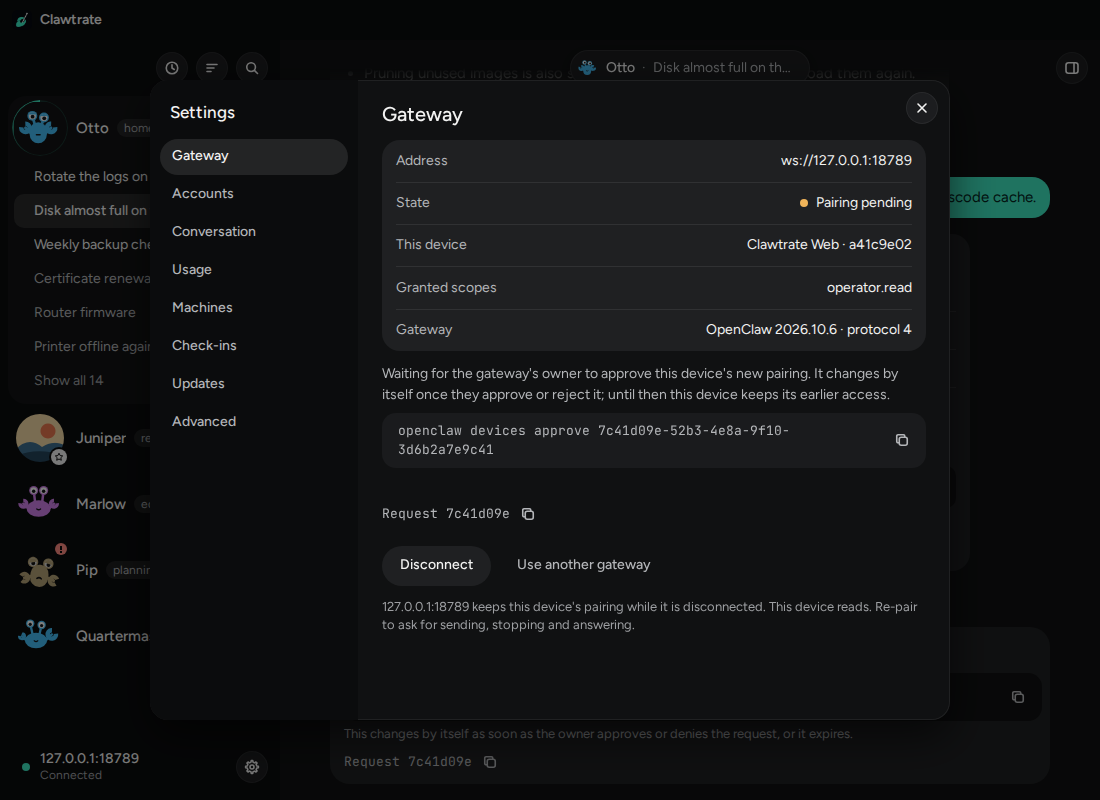 Clawtrate
Pruning unused images is also s
oad them again.
Otto · Disk almost full on th...
Otto
home
Rotate the logs on
Disk almost full on
Weekly backup che
Certificate renewa
Router firmware
Printer offline again
Show all 14
Juniper
re
Marlow
Pip
plannin
Quarterma
127.0.0.1:18789
Connected
scode cache.
Settings
Gateway
Accounts
Conversation
Usage
Machines
Check-ins
Updates
Advanced
Gateway
Address ws://127.0.0.1:18789
State Pairing pending
This device Clawtrate Web · a41c9e02
Granted scopes operator.read
Gateway OpenClaw 2026.10.6 · protocol 4
Waiting for the gateway's owner to approve this device's new pairing. It changes by
itself once they approve or reject it; until then this device keeps its earlier access.
openclaw devices approve 7c41d09e-52b3-4e8a-9f10-
3d6b2a7e9c41
Request 7c41d09e
Disconnect Use another gateway
127.0.0.1:18789 keeps this device's pairing while it is disconnected. This device reads. Re-pair
to ask for sending, stopping and answering.
This changes by itself as soon as the owner approves or denies the request, or it expires.
Request 7c41d09e